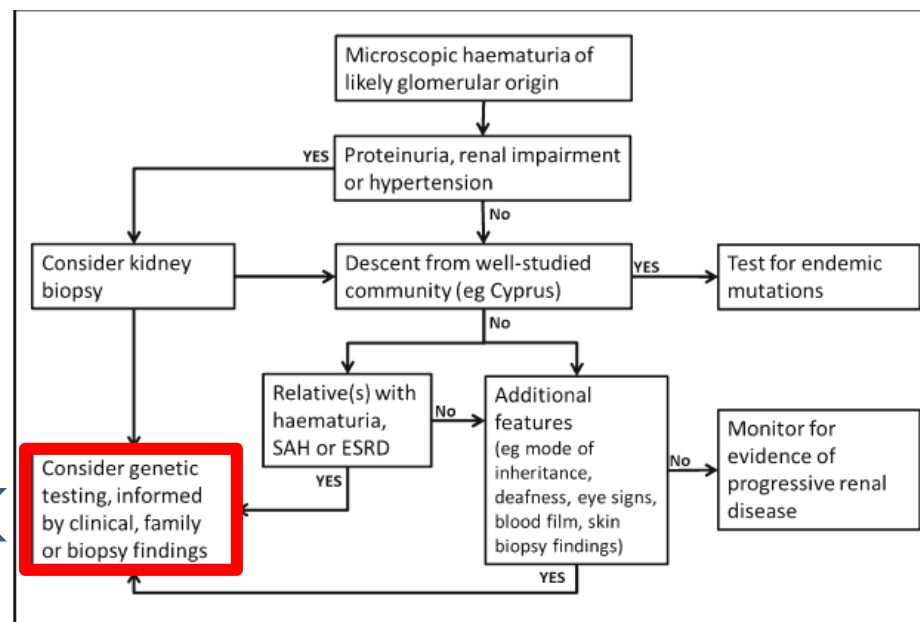 Microscopic haematuria of
likely glomerular origin
YES
Proteinuria, renal impairment
or hypertension
No
Consider kidney
biopsy
Descent from well-studied
community (eg Cyprus)
YES
Test for endemic
mutations
No
Relative(s) with
haematuria,
SAH or ESRD
No
YES
Additional
features
(eg mode of
inheritance,
deafness, eye signs,
blood film, skin
biopsy findings)
No
YES
Monitor for
evidence of
progressive renal
disease
Consider genetic
testing, informed
by clinical, family
or biopsy findings